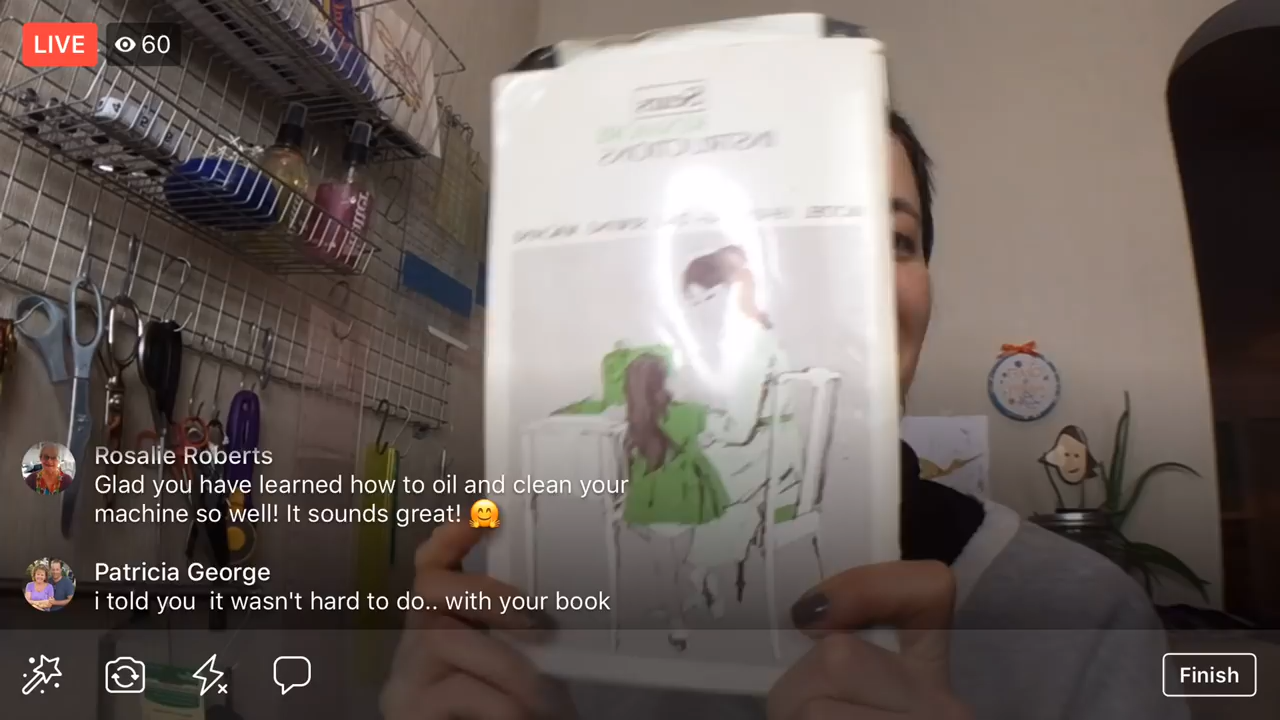 LIVE
60
Sears
INSTRUCTIONS
Rosalie Roberts
Glad you have learned how to oil and clean your
machine so well! It sounds great! 🤗
Patricia George
i told you it wasn't hard to do.. with your book
Finish